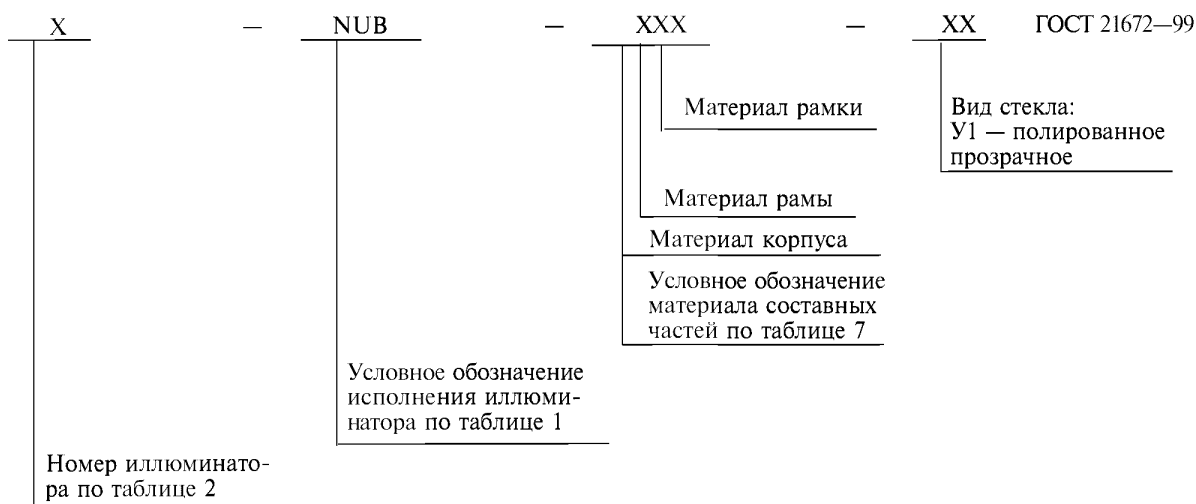 X — NUB — XXX — XX ГОСТ 21672—99
Материал рамки
Вид стекла:
У1 — полированное
прозрачное
Материал рамы
Материал корпуса
Условное обозначение
материала составных
частей по таблице 7
Условное обозначение
исполнения иллюми-
натора по таблице 1
Номер иллюминато-
ра по таблице 2